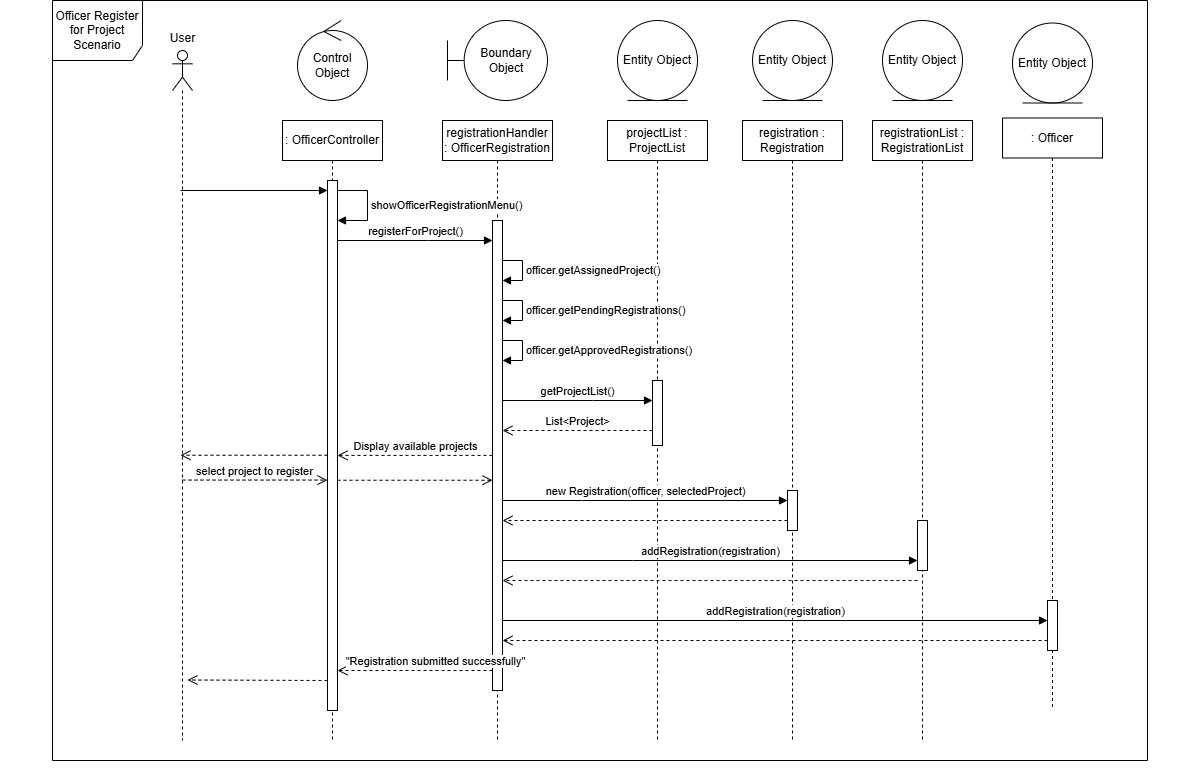 Officer Register
for Project
Scenario
User
Control
Object
Boundary
Object
Entity Object
Entity Object
Entity Object
Entity Object
: OfficerController
registrationHandler
: OfficerRegistration
projectList :
ProjectList
registration :
Registration
registrationList :
RegistrationList
: Officer
showOfficerRegistrationMenu()
registerForProject()
officer.getAssignedProject()
officer.getPendingRegistrations()
officer.getApprovedRegistrations()
getProjectList()
List<Project>
Display available projects
select project to register
new Registration(officer, selectedProject)
addRegistration(registration)
addRegistration(registration)
"Registration submitted successfully"